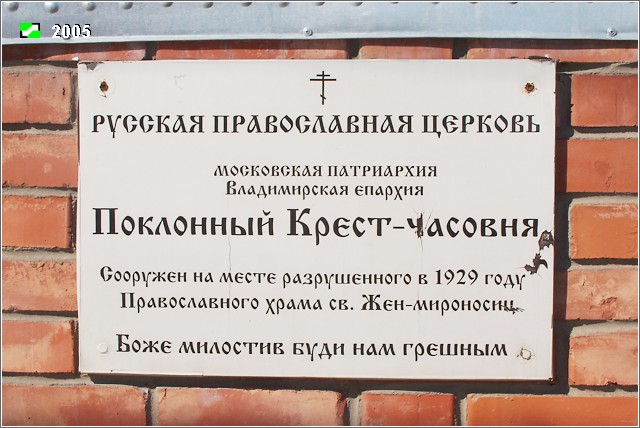 2005
РУССКАЯ ПРАВОСЛАВНАЯ ЦЕРКОВЬ
МОСКОВСКАЯ ПАТРИАРХИЯ
Владимирская епархия
Поклонный Крест-часовня
Сооружен на месте разрушенного в 1929 году
Православного храма св. Жен-мироносиц.
Боже милостив буди нам грешным